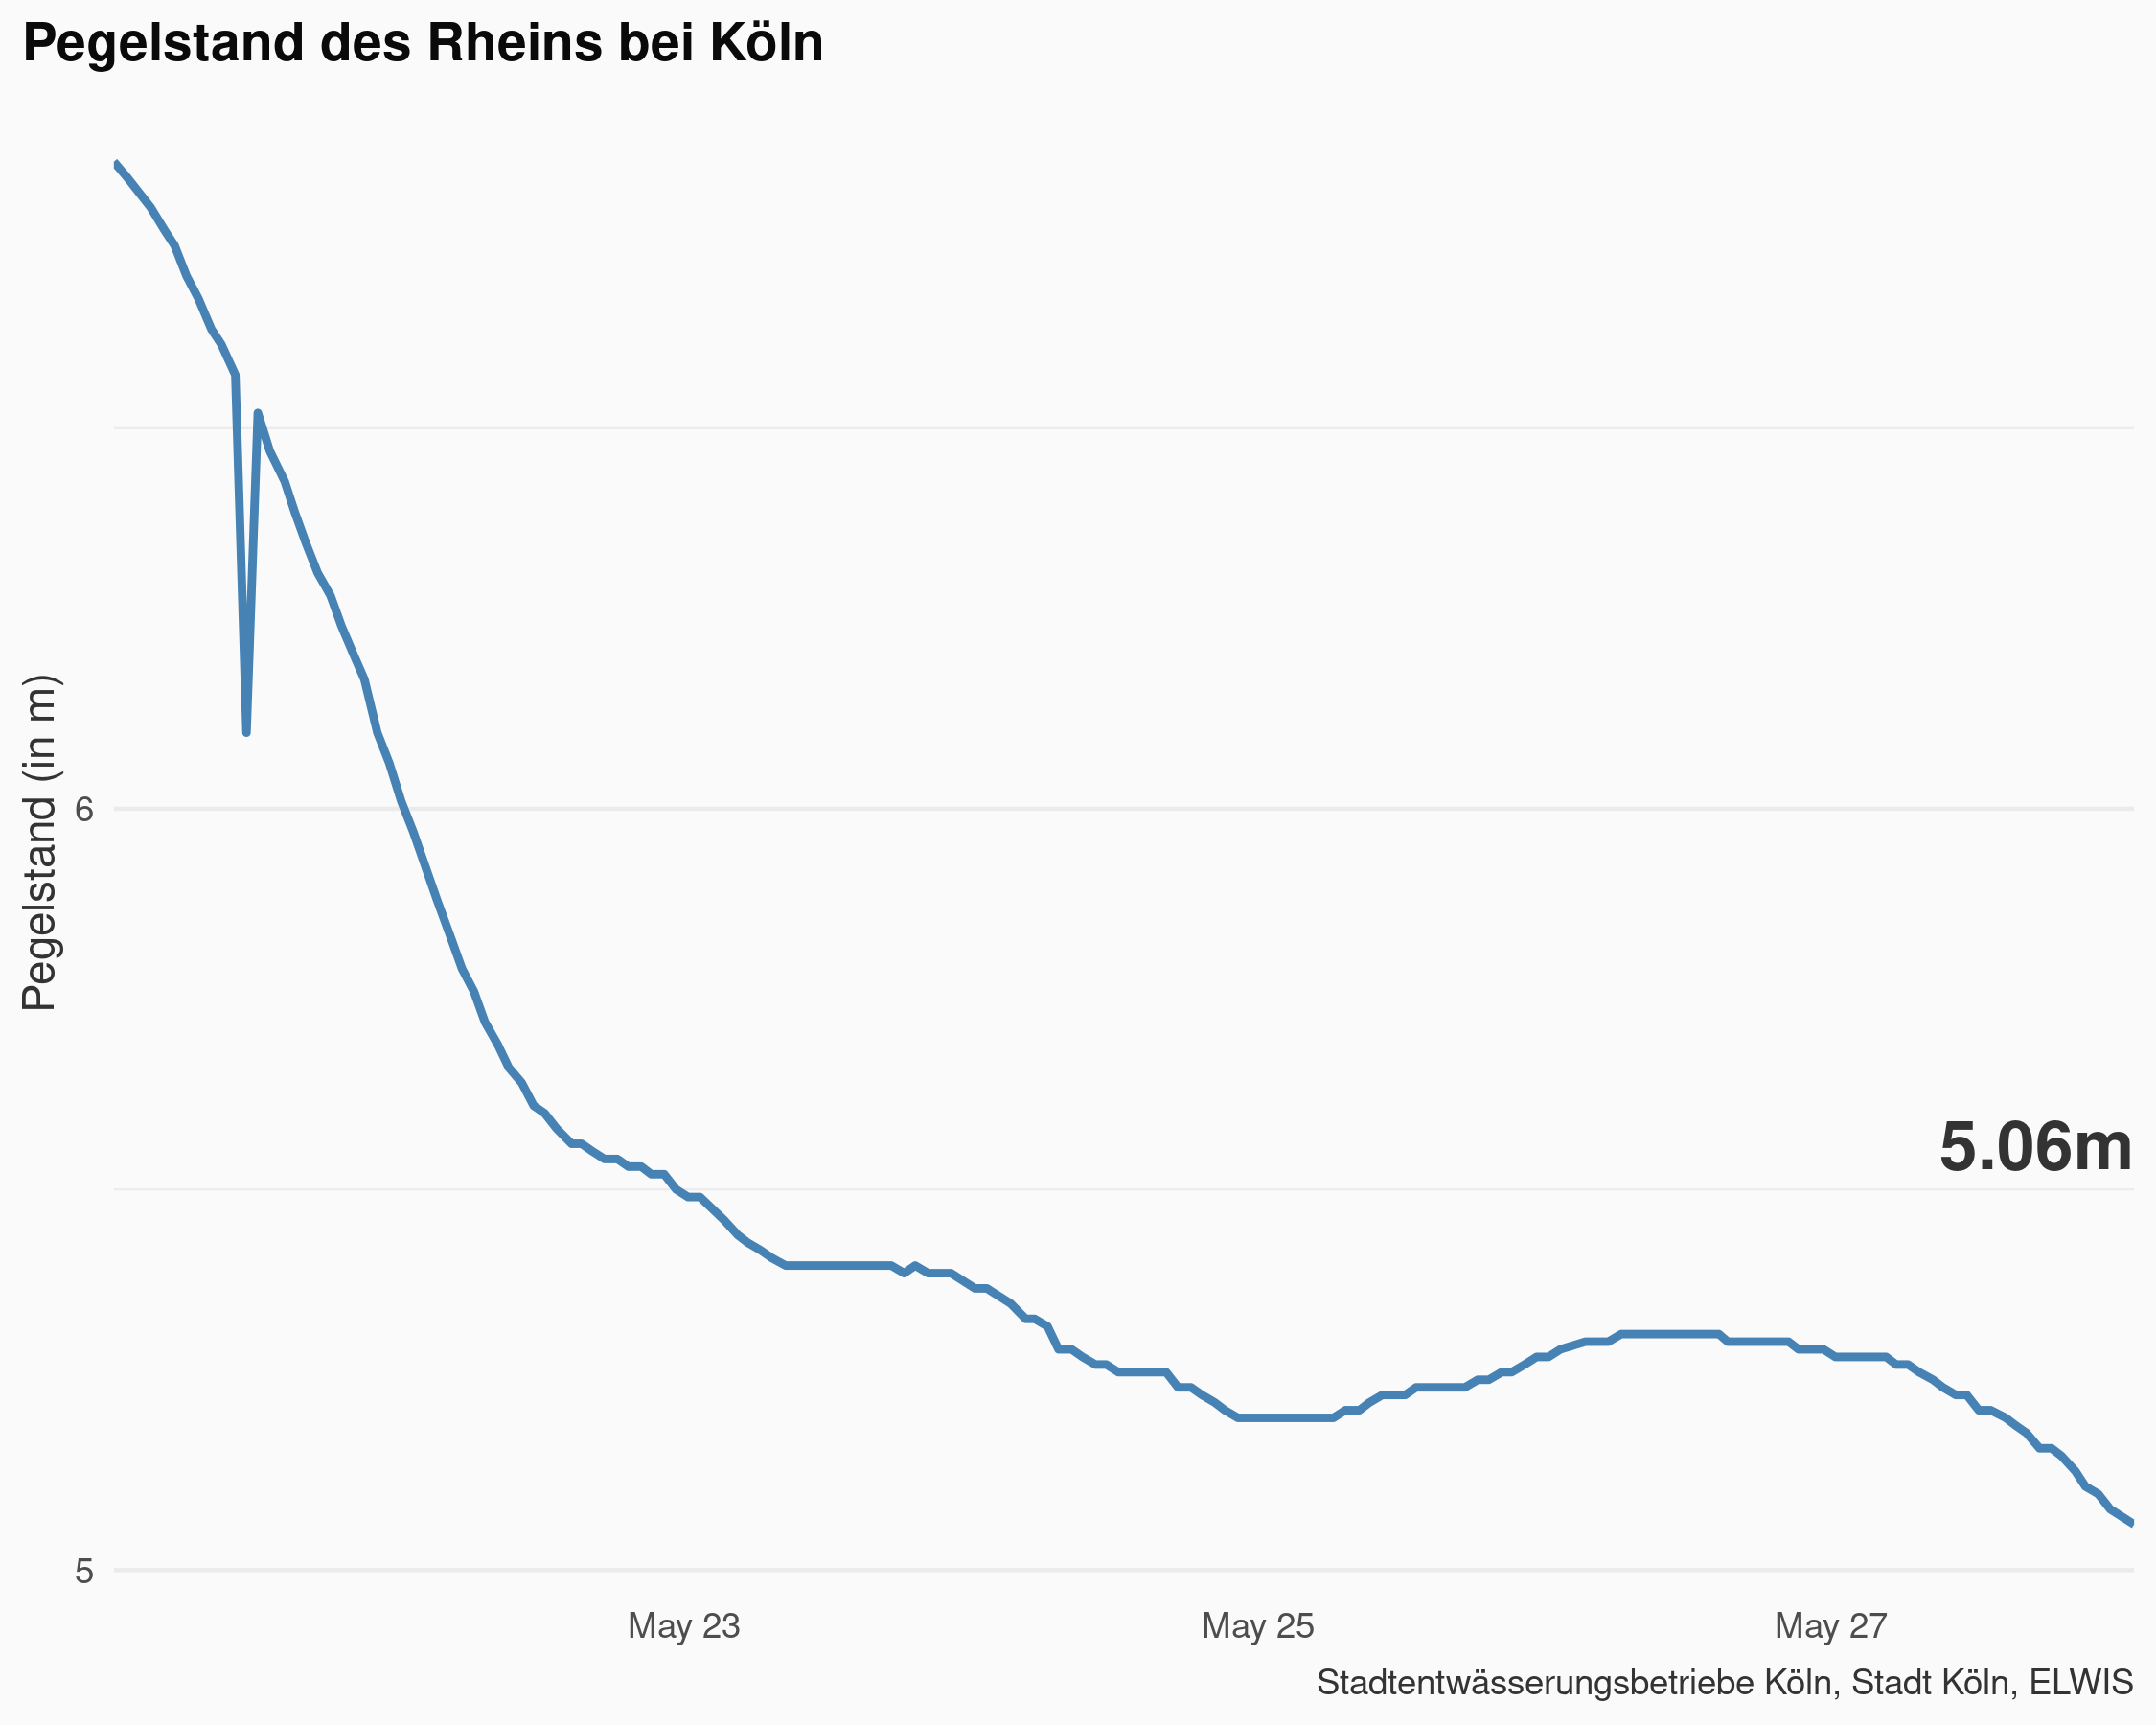 Pegelstand des Rheins bei Köln
Pegelstand (in m)
6
5
5.06m
May 23
May 25
May 27
Stadtentwässerungsbetriebe Köln, Stadt Köln, ELWIS